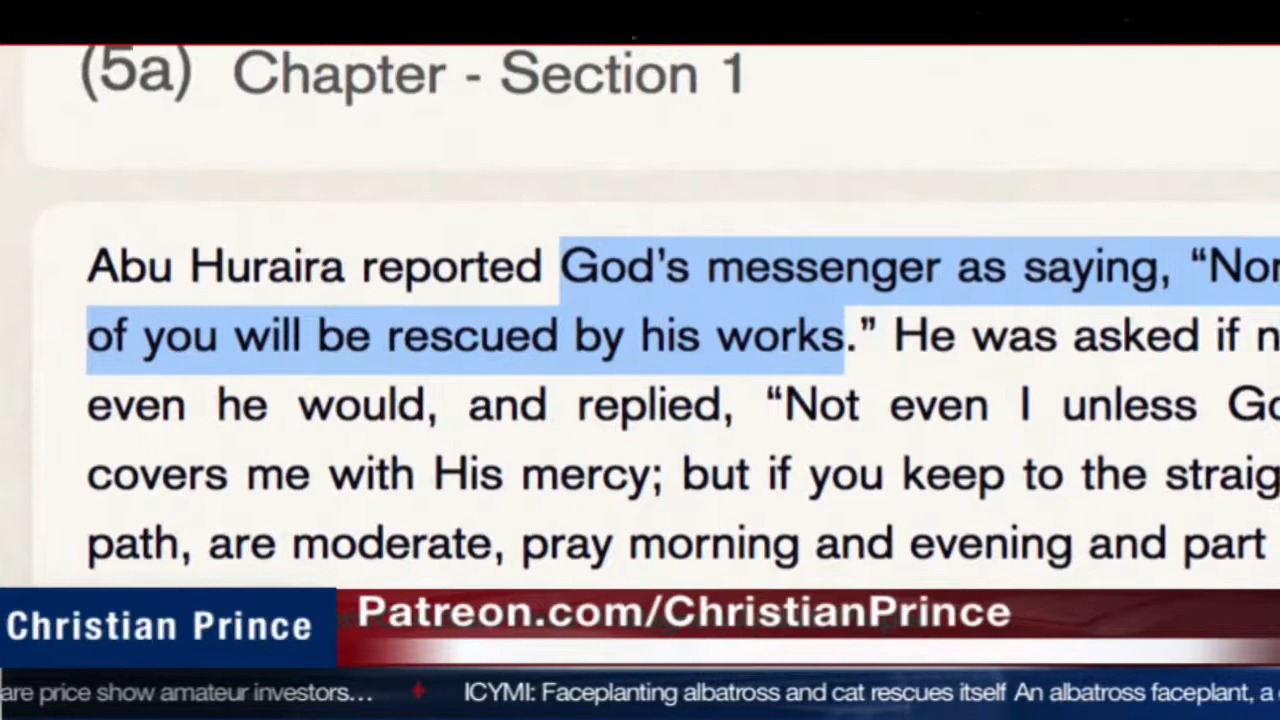 (5a) Chapter - Section 1
Abu Huraira reported God’s messenger as saying, “Nor
of you will be rescued by his works.” He was asked if n
even he would, and replied, “Not even I unless Go
covers me with His mercy; but if you keep to the straig
path, are moderate, pray morning and evening and part
Christian Prince
Patreon.com/ChristianPrince
are price show amateur investors… ICYMI: Faceplanting albatross and cat rescues itself An albatross faceplant, a